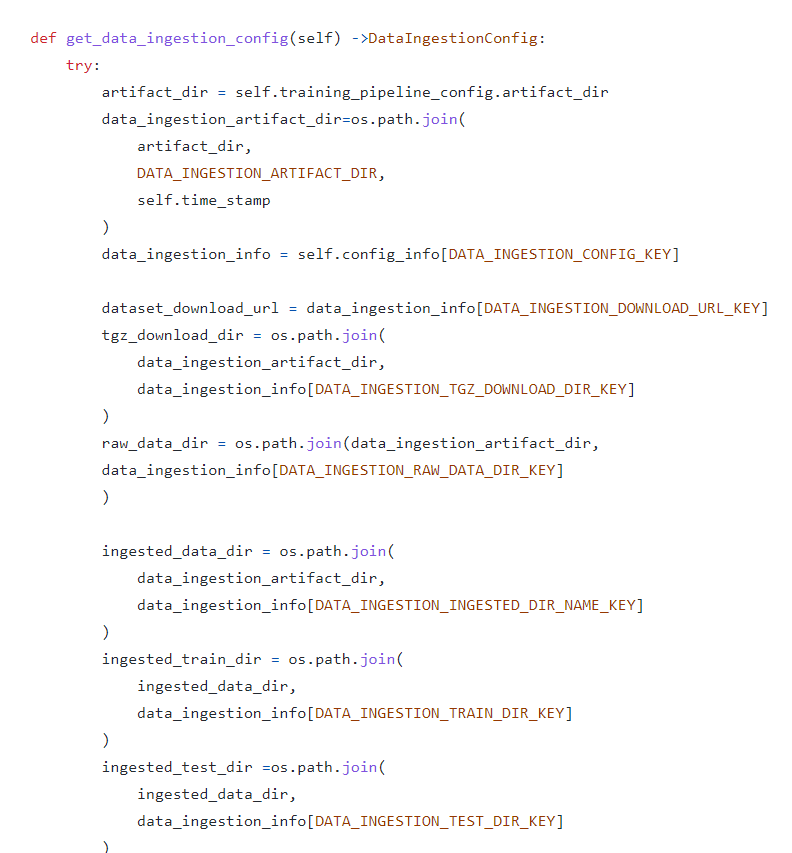 def get_data_ingestion_config(self) ->DataIngestionConfig:
    try:
        artifact_dir = self.training_pipeline_config.artifact_dir
        data_ingestion_artifact_dir=os.path.join(
            artifact_dir,
            DATA_INGESTION_ARTIFACT_DIR,
            self.time_stamp
        )
        data_ingestion_info = self.config_info[DATA_INGESTION_CONFIG_KEY]

        dataset_download_url = data_ingestion_info[DATA_INGESTION_DOWNLOAD_URL_KEY]
        tgz_download_dir = os.path.join(
            data_ingestion_artifact_dir,
            data_ingestion_info[DATA_INGESTION_TGZ_DOWNLOAD_DIR_KEY]
        )
        raw_data_dir = os.path.join(data_ingestion_artifact_dir,
        data_ingestion_info[DATA_INGESTION_RAW_DATA_DIR_KEY]
        )

        ingested_data_dir = os.path.join(
            data_ingestion_artifact_dir,
            data_ingestion_info[DATA_INGESTION_INGESTED_DIR_NAME_KEY]
        )
        ingested_train_dir = os.path.join(
            ingested_data_dir,
            data_ingestion_info[DATA_INGESTION_TRAIN_DIR_KEY]
        )
        ingested_test_dir =os.path.join(
            ingested_data_dir,
            data_ingestion_info[DATA_INGESTION_TEST_DIR_KEY]
        )